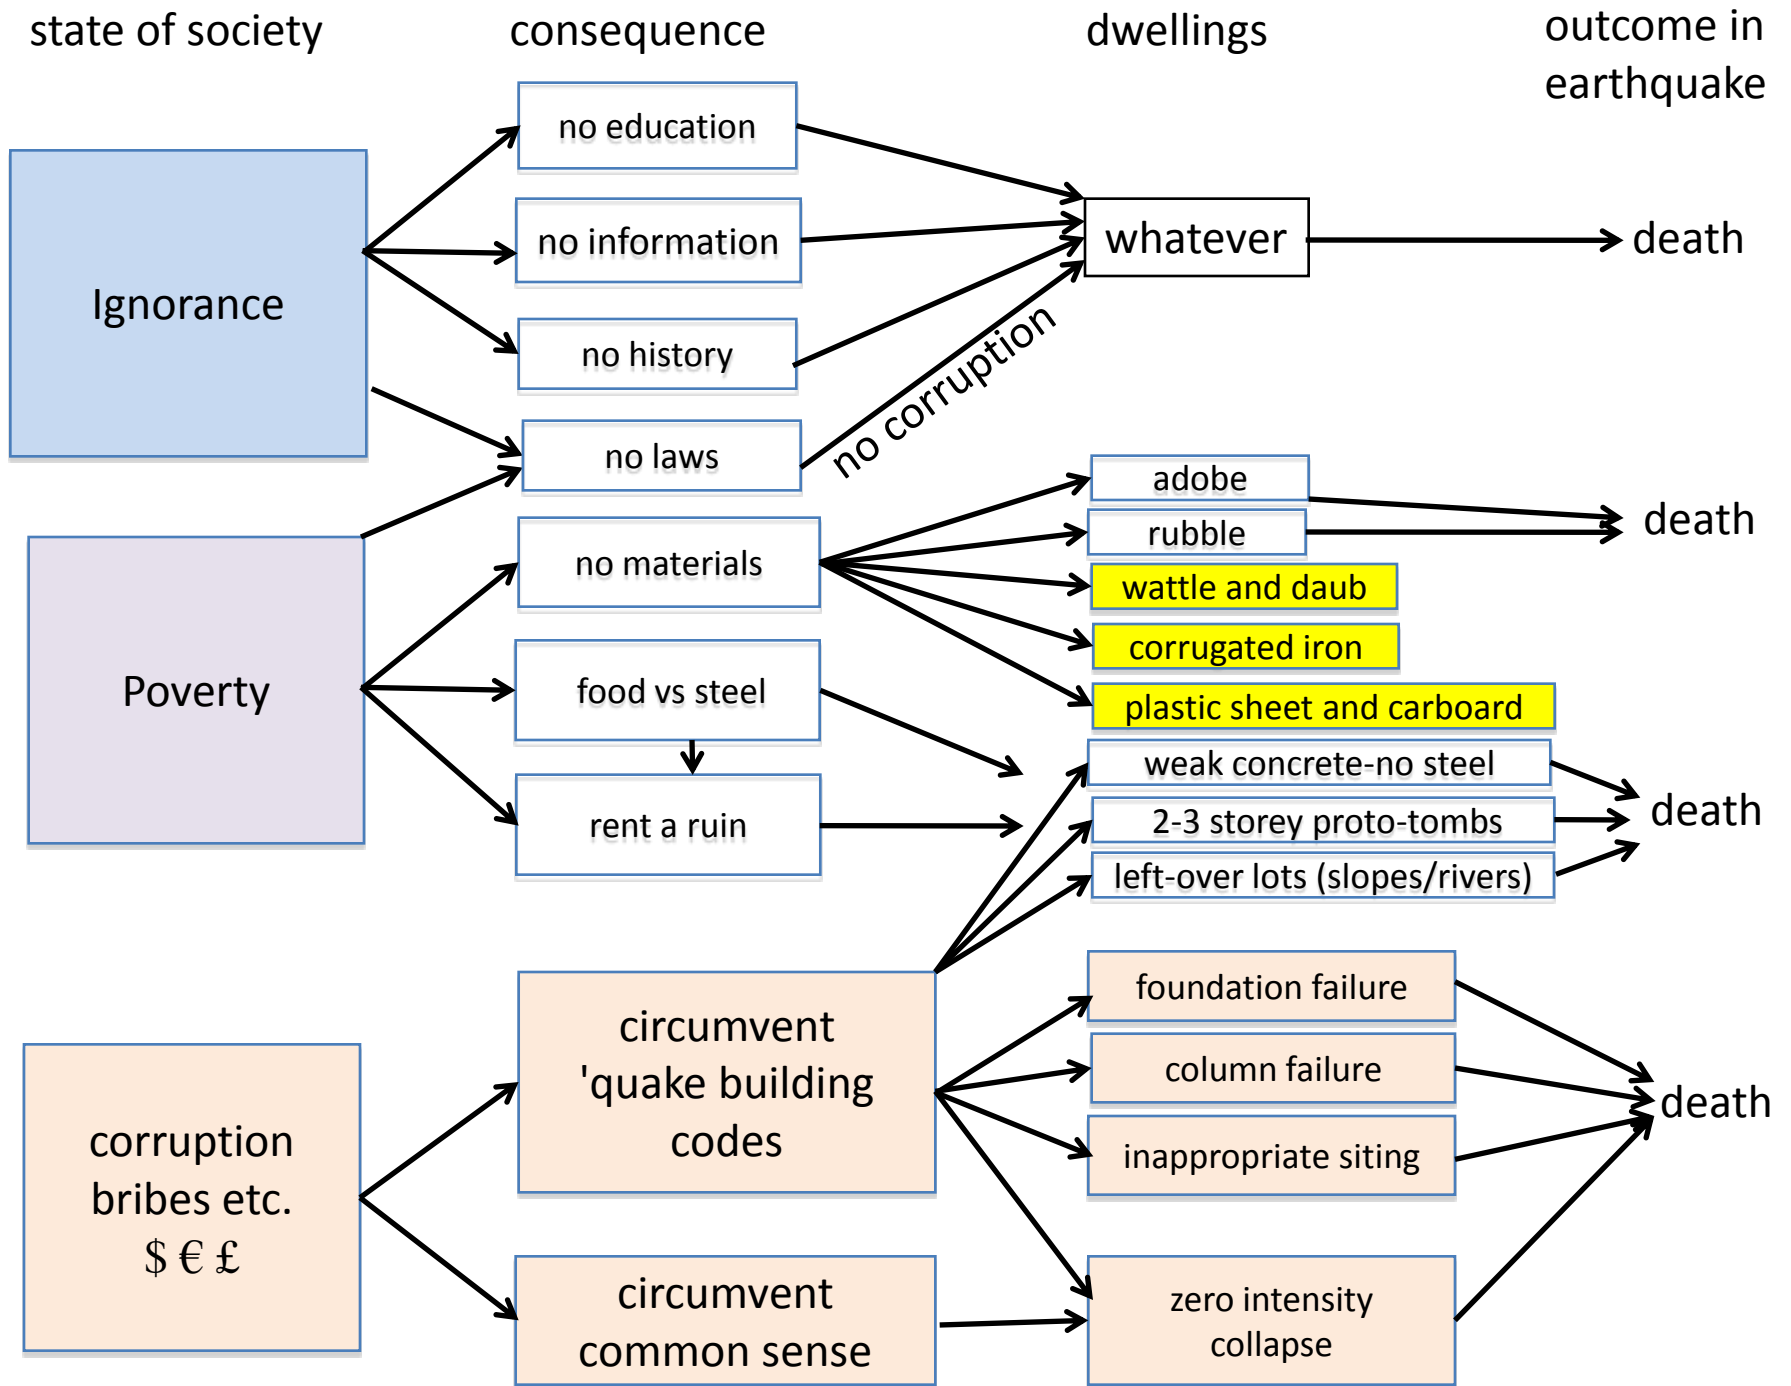 state of society
consequence
dwellings
outcome in
earthquake
Ignorance
no education
no information
no history
no laws
no corruption
whatever
death
Poverty
no materials
food vs steel
rent a ruin
adobe
rubble
wattle and daub
corrugated iron
plastic sheet and carboard
death
weak concrete-no steel
2-3 storey proto-tombs
left-over lots (slopes/rivers)
death
corruption
bribes etc.
$ € £
circumvent
'quake building
codes
circumvent
common sense
foundation failure
column failure
inappropriate siting
zero intensity
collapse
death